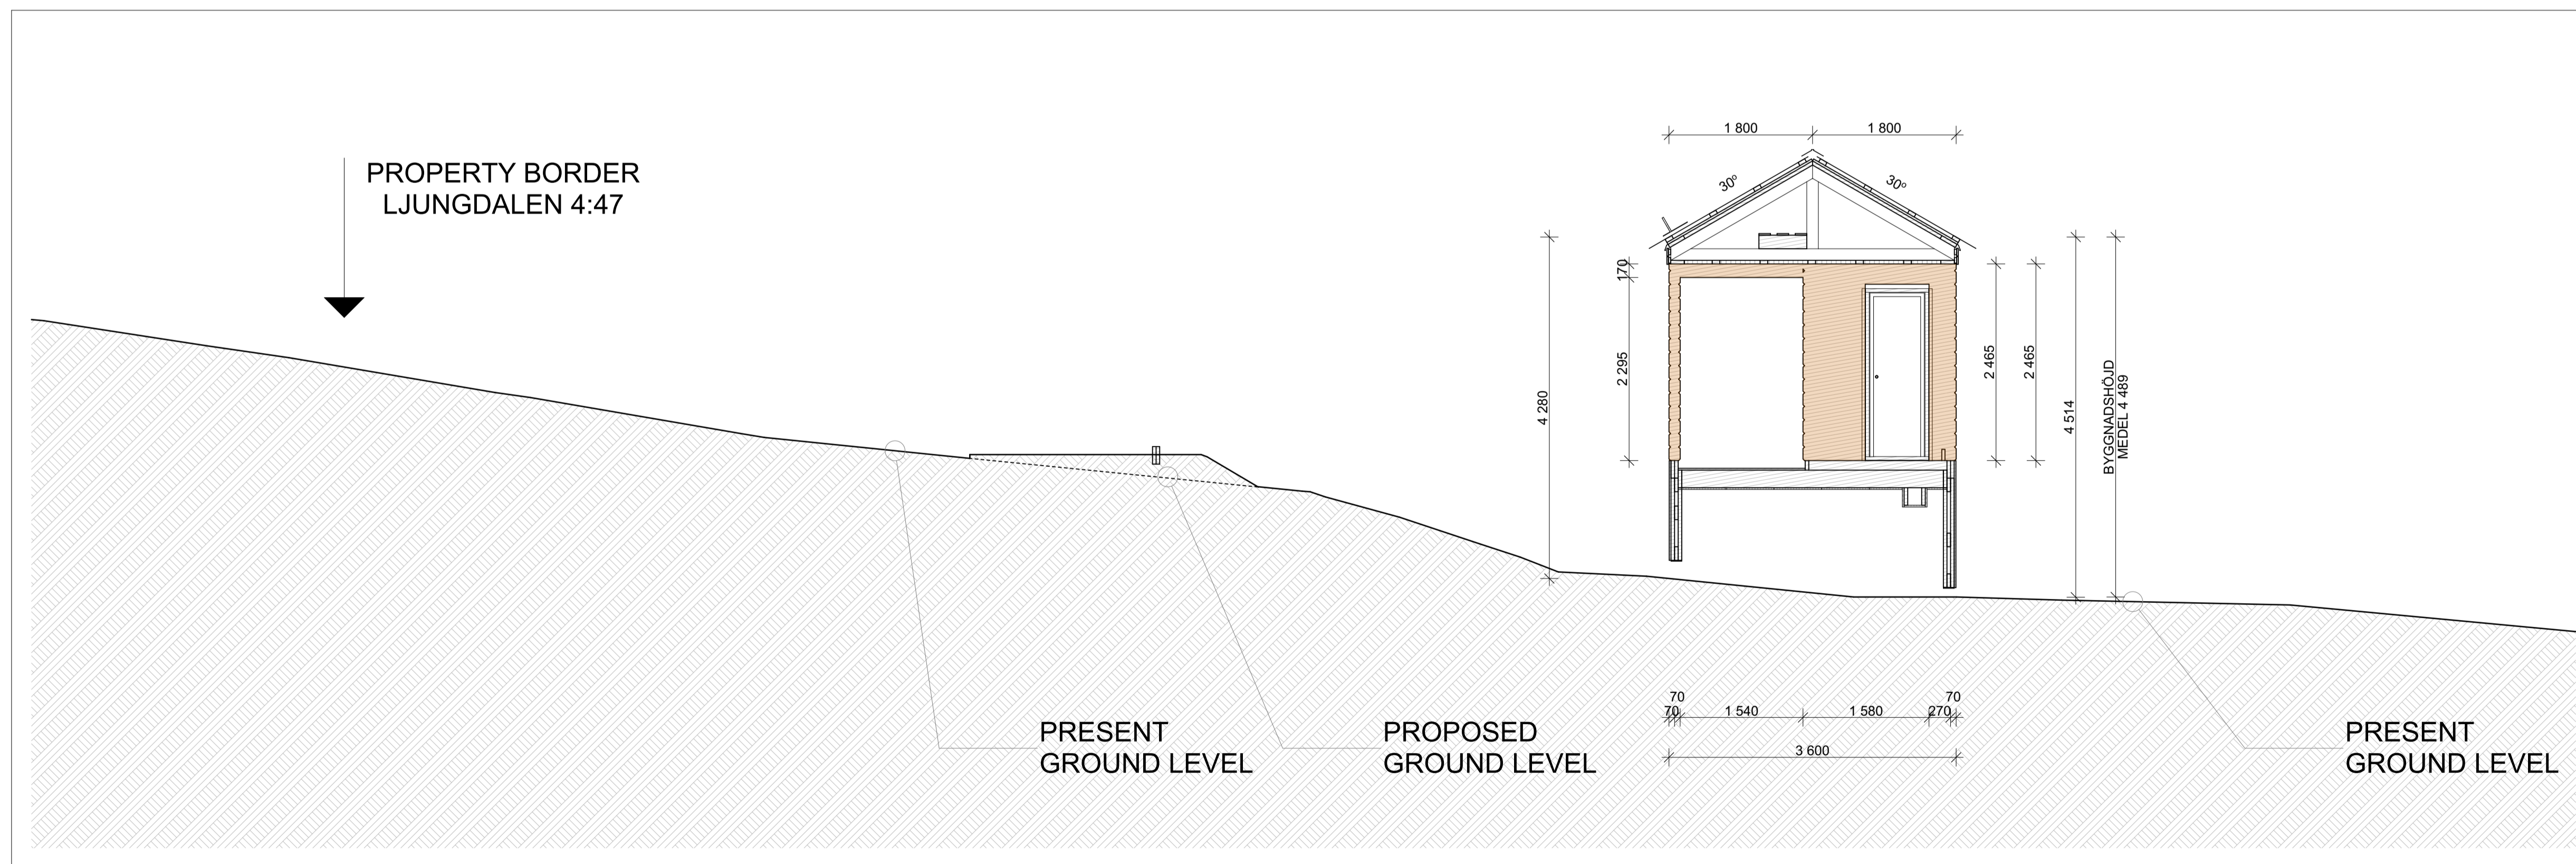 PROPERTY BORDER
LJUNGDALEN 4:47
1 800
1 800
30º
30º
170
2 295
4 280
2 465
2 465
4 514
BYGGNADSHÖJD
MEDEL 4 489
70
70
70
1 540
1 580
270
3 600
PRESENT
GROUND LEVEL
PROPOSED
GROUND LEVEL
PRESENT
GROUND LEVEL